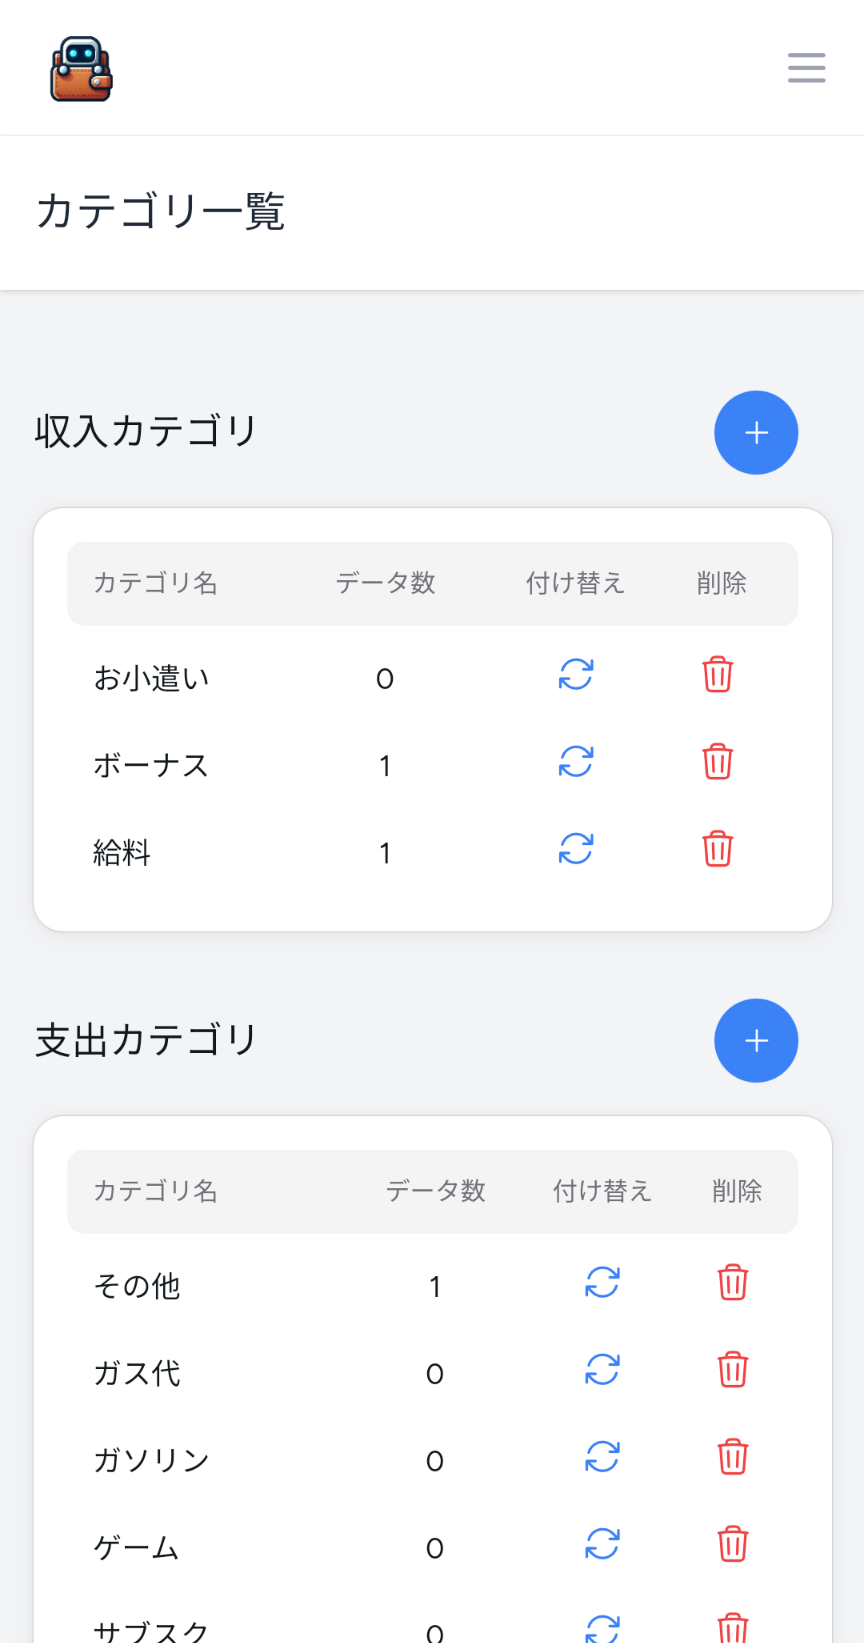 カテゴリ一覧
収入カテゴリ
カテゴリ名 データ数 付け替え 削除
お小遣い 0
ボーナス 1
給料 1
支出カテゴリ
カテゴリ名 データ数 付け替え 削除
その他 1
ガス代 0
ガソリン 0
ゲーム 0
サブスク 0